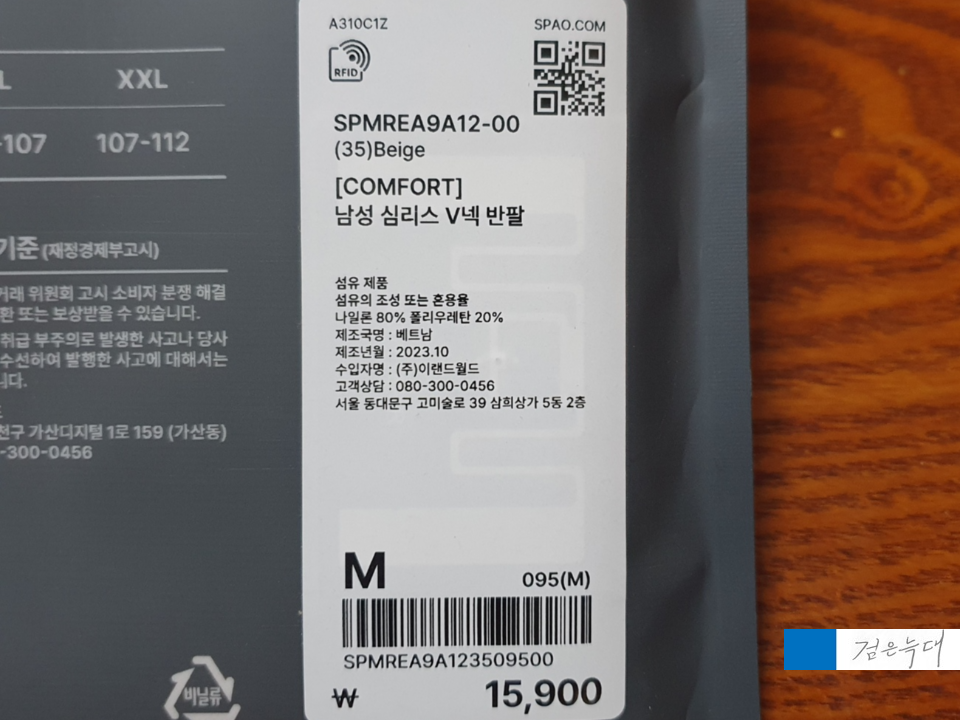 L XXL
-107 107-112
기준 (재정경제부고시)
거래 위원회 고시 소비자 분쟁 해결
환 또는 보상받을 수 있습니다.
취급 부주의로 발생한 사고나 당사
수선하여 발행한 사고에 대해서는
니다.
천구 가산디지털 1로 159 (가산동)
-300-0456
비닐류
A310C1Z
SPAO.COM
RFID
SPMREA9A12-00
(35)Beige
[COMFORT]
남성 심리스 V넥 반팔
섬유 제품
섬유의 조성 또는 혼용율
나일론 80% 폴리우레탄 20%
제조국명 : 베트남
제조년월 : 2023.10
수입자명 : (주)이랜드월드
고객상담 : 080-300-0456
서울 동대문구 고미술로 39 삼희상가 5동 2층
M 095(M)
SPMREA9A123509500
₩ 15,900
검은늑대